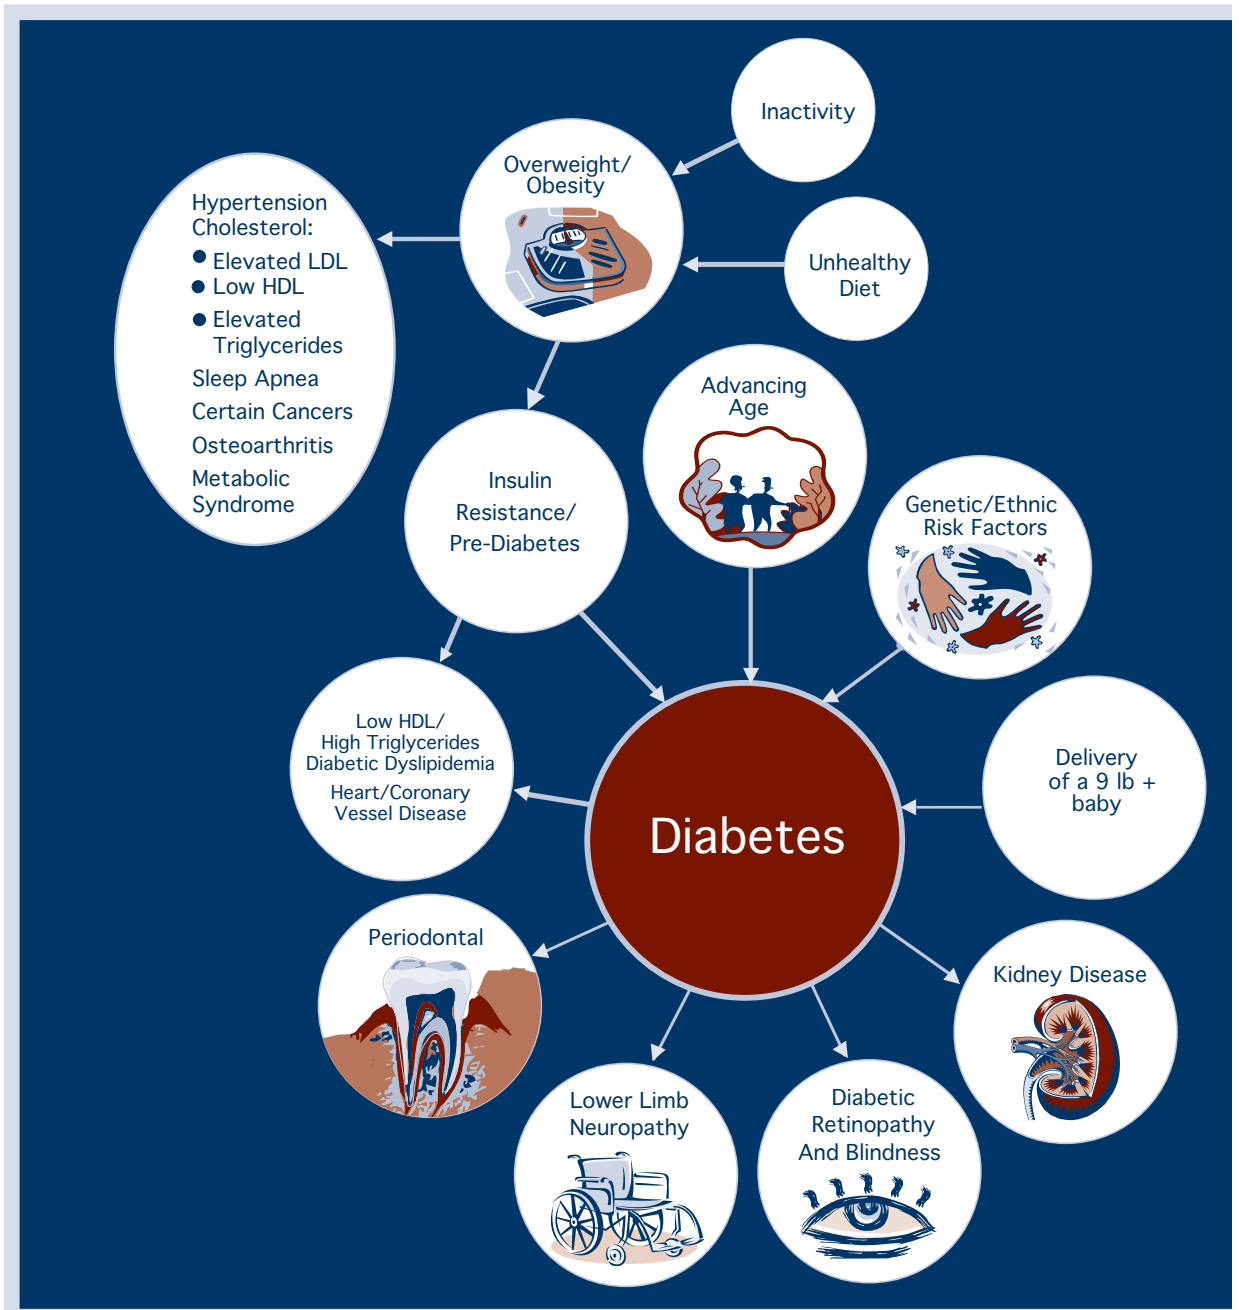 Inactivity
Overweight/
Obesity
Unhealthy
Diet
Hypertension
Cholesterol:
● Elevated LDL
● Low HDL
● Elevated
Triglycerides
Sleep Apnea
Certain Cancers
Osteoarthritis
Metabolic
Syndrome
Advancing
Age
Insulin
Resistance/
Pre-Diabetes
Genetic/Ethnic
Risk Factors
Low HDL/
High Triglycerides
Diabetic Dyslipidemia
Heart/Coronary
Vessel Disease
Delivery
of a 9 lb +
baby
Diabetes
Periodontal
Kidney Disease
Lower Limb
Neuropathy
Diabetic
Retinopathy
And Blindness